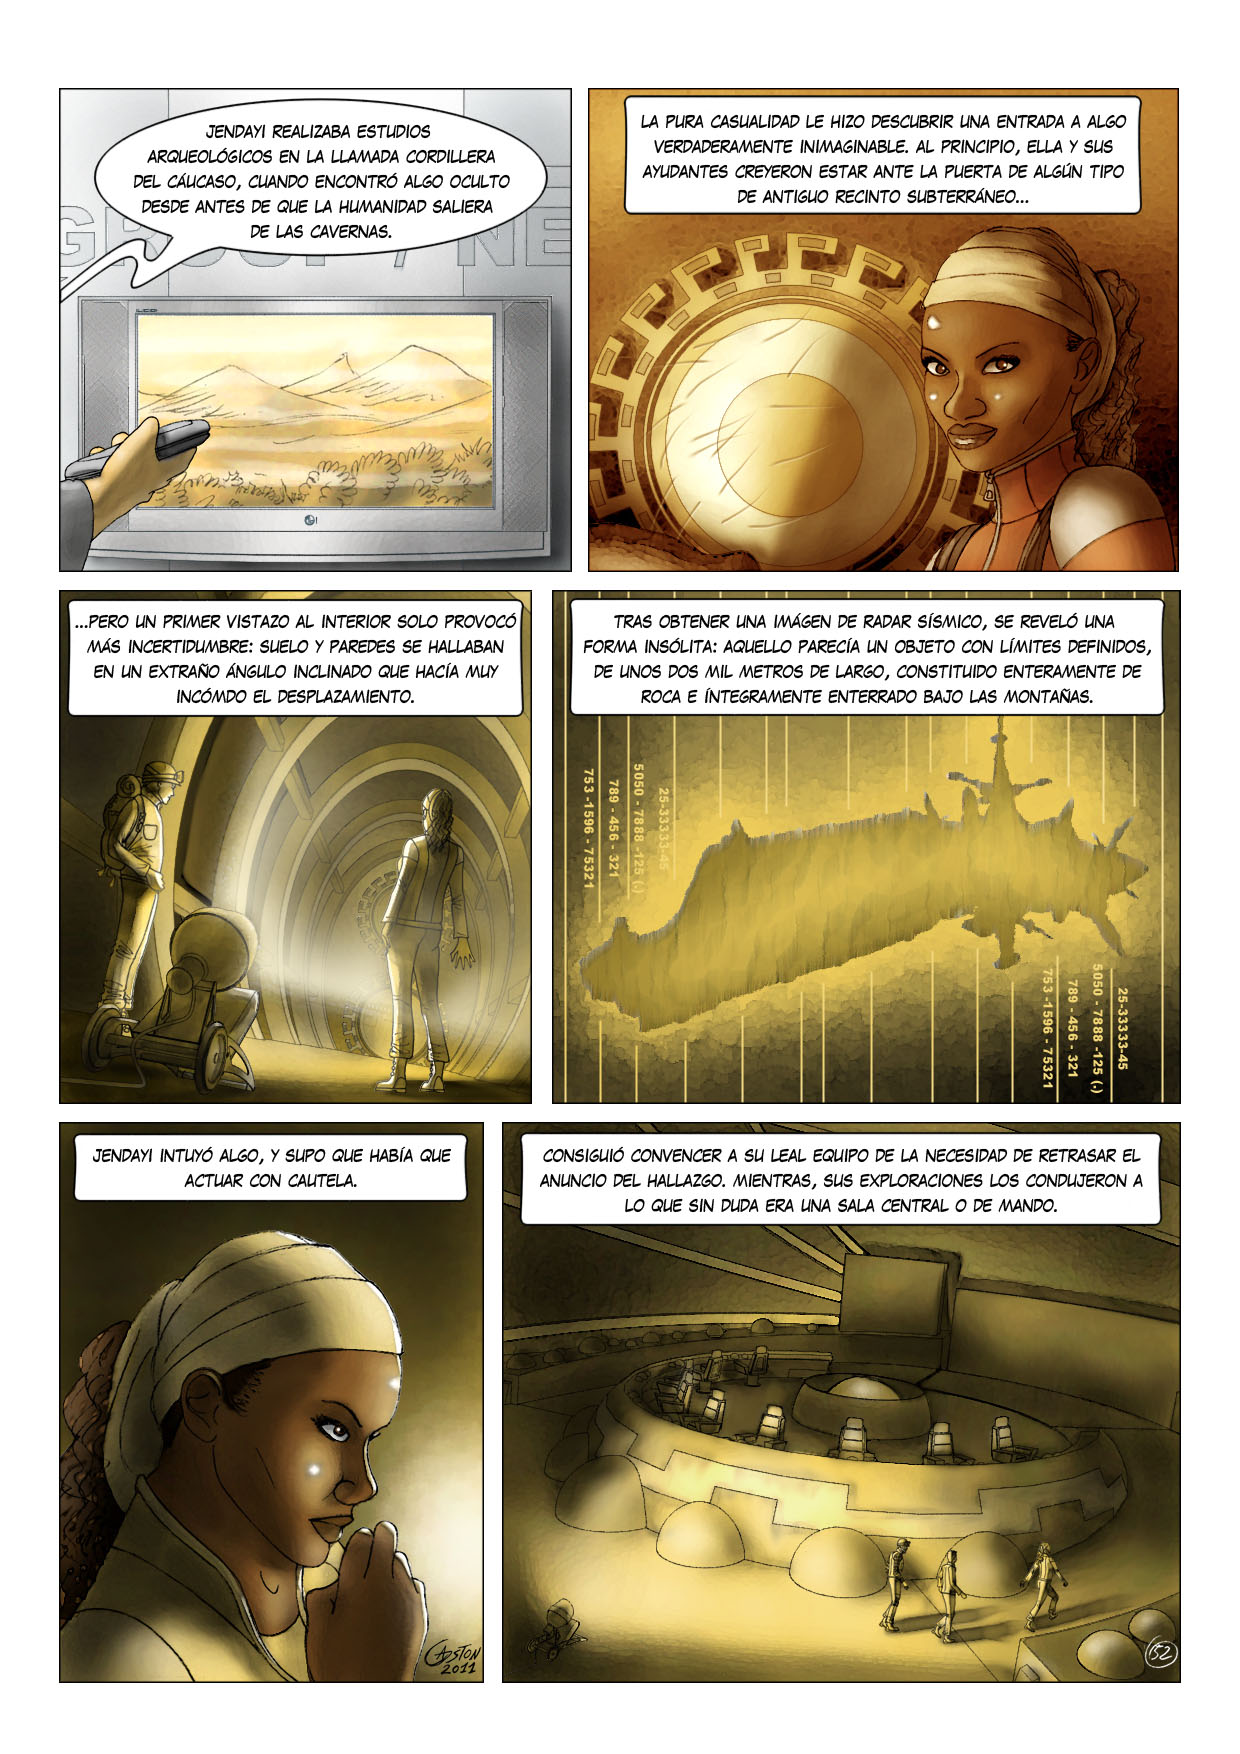 JENDAYI REALIZABA ESTUDIOS
ARQUEOLÓGICOS EN LA LLAMADA CORDILLERA
DEL CÁUCASO, CUANDO ENCONTRÓ ALGO OCULTO
DESDE ANTES DE QUE LA HUMANIDAD SALIERA
DE LAS CAVERNAS.
LA PURA CASUALIDAD LE HIZO DESCUBRIR UNA ENTRADA A ALGO
VERDADERAMENTE INIMAGINABLE. AL PRINCIPIO, ELLA Y SUS
AYUDANTES CREYERON ESTAR ANTE LA PUERTA DE ALGÚN TIPO
DE ANTIGUO RECINTO SUBTERRÁNEO...
...PERO UN PRIMER VISTAZO AL INTERIOR SOLO PROVOCÓ
MÁS INCERTIDUMBRE: SUELO Y PAREDES SE HALLABAN
EN UN EXTRAÑO ÁNGULO INCLINADO QUE HACÍA MUY
INCÓMDO EL DESPLAZAMIENTO.
TRAS OBTENER UNA IMÁGEN DE RADAR SÍSMICO, SE REVELÓ UNA
FORMA INSÓLITA: AQUELLO PARECÍA UN OBJETO CON LÍMITES DEFINIDOS,
DE UNOS DOS MIL METROS DE LARGO, CONSTITUIDO ENTERAMENTE DE
ROCA E ÍNTEGRAMENTE ENTERRADO BAJO LAS MONTAÑAS.
25-33333-45
5050 - 7888 -125 (.)
789 - 456 - 321
753 -1596 - 75321
25-33333-45
5050 - 7888 -125 (.)
789 - 456 - 321
753 -1596 - 75321
JENDAYI INTUYÓ ALGO, Y SUPO QUE HABÍA QUE
ACTUAR CON CAUTELA.
GADSTON
2011
CONSIGUIÓ CONVENCER A SU LEAL EQUIPO DE LA NECESIDAD DE RETRASAR EL
ANUNCIO DEL HALLAZGO. MIENTRAS, SUS EXPLORACIONES LOS CONDUJERON A
LO QUE SIN DUDA ERA UNA SALA CENTRAL O DE MANDO.
152